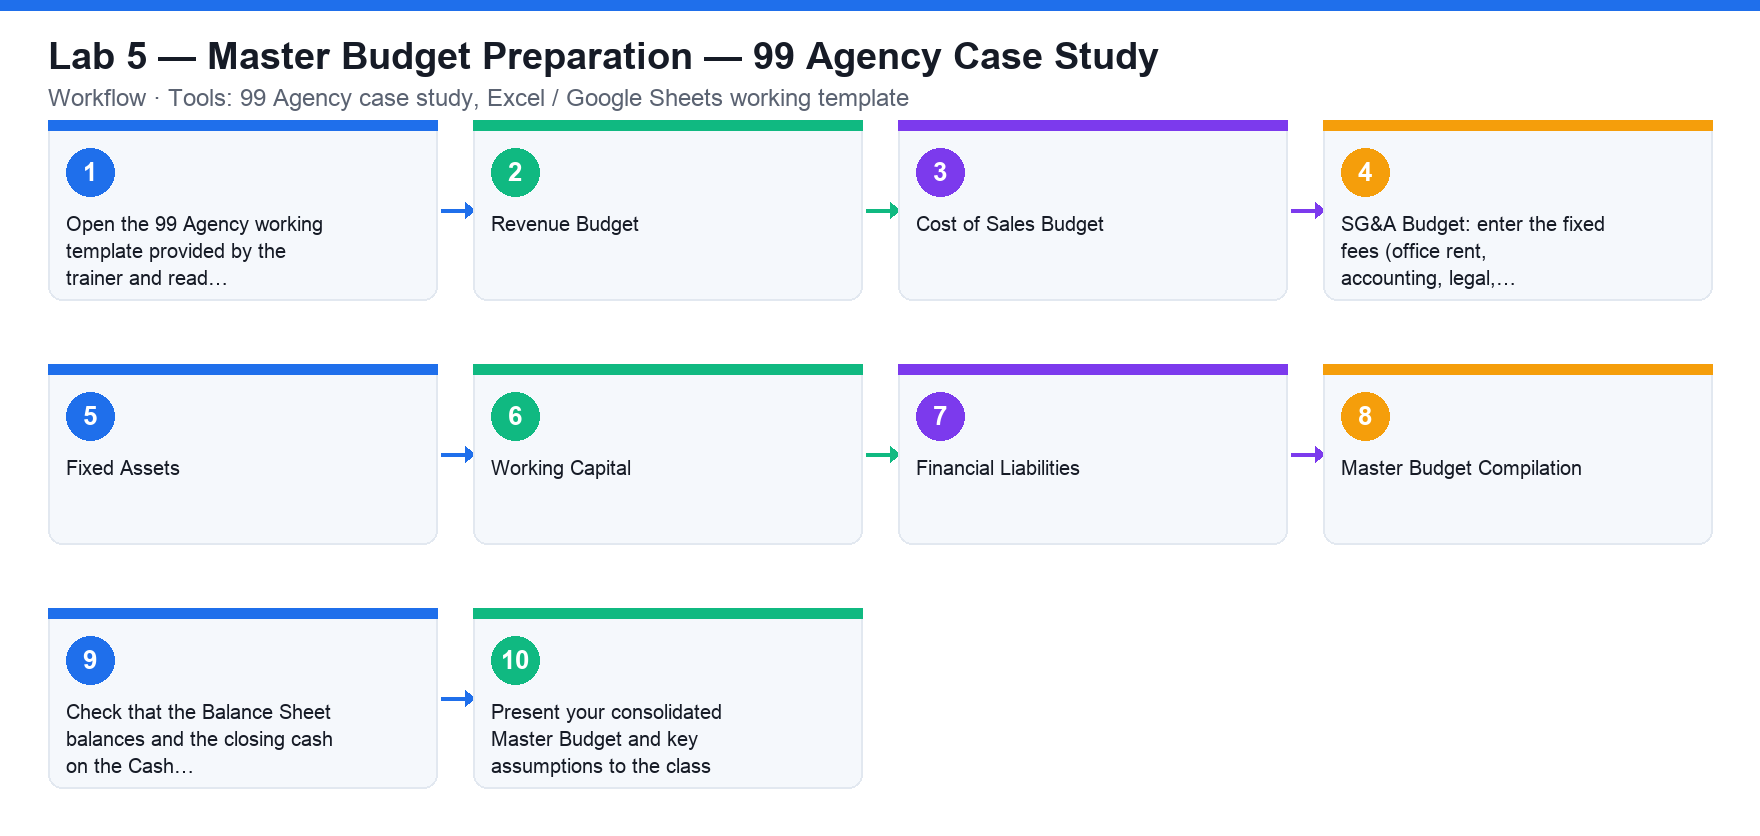 Lab 5 — Master Budget Preparation — 99 Agency Case Study
Workflow · Tools: 99 Agency case study, Excel / Google Sheets working template
1
Open the 99 Agency working
template provided by the
trainer and read…
2
Revenue Budget
3
Cost of Sales Budget
4
SG&A Budget: enter the fixed
fees (office rent,
accounting, legal,…
5
Fixed Assets
6
Working Capital
7
Financial Liabilities
8
Master Budget Compilation
9
Check that the Balance Sheet
balances and the closing cash
on the Cash…
10
Present your consolidated
Master Budget and key
assumptions to the class